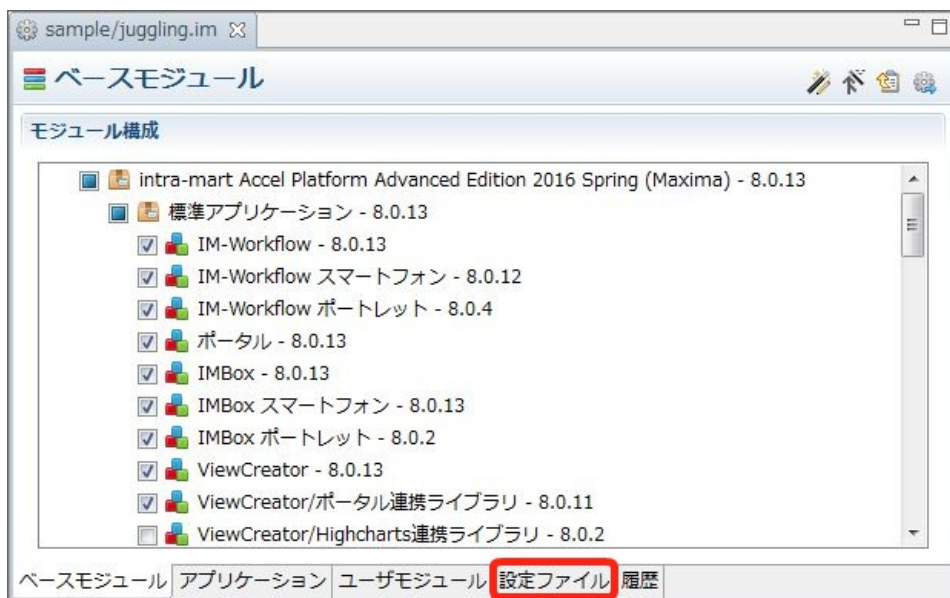 sample/juggling.im
ベースモジュール
モジュール構成
intra-mart Accel Platform Advanced Edition 2016 Spring (Maxima) - 8.0.13
標準アプリケーション - 8.0.13
IM-Workflow - 8.0.13
IM-Workflow スマートフォン - 8.0.12
IM-Workflow ポートレット - 8.0.4
ポータル - 8.0.13
IMBox - 8.0.13
IMBox スマートフォン - 8.0.13
IMBox ポートレット - 8.0.2
ViewCreator - 8.0.13
ViewCreator/ポータル連携ライブラリ - 8.0.11
ViewCreator/Highcharts連携ライブラリ - 8.0.2
ベースモジュール アプリケーション ユーザモジュール 設定ファイル 履歴